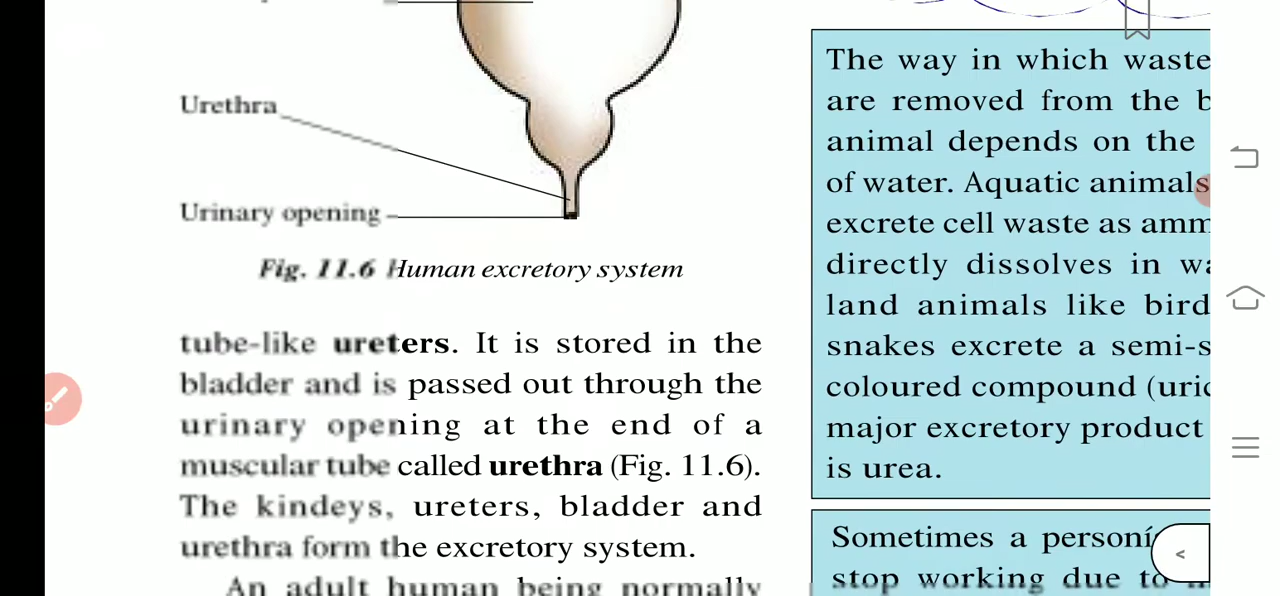 Urethra
Urinary opening
Fig. 11.6 Human excretory system
tube-like ureters. It is stored in the
bladder and is passed out through the
urinary opening at the end of a
muscular tube called urethra (Fig. 11.6).
The kindeys, ureters, bladder and
urethra form the excretory system.
An adult human being normally
The way in which waste
are removed from the
animal depends on the
of water. Aquatic animals
excrete cell waste as
directly dissolves in
land animals like
snakes excrete a
coloured compound
major excretory product
is urea.
Sometimes a
stop working due to